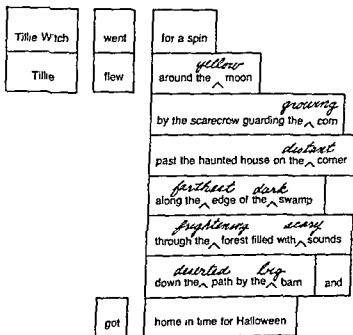 Tillie Witch went for a spin
yellow
Tillie flew around the ^ moon
growing
by the scarecrow guarding the ^ corn
distant
past the haunted house on the ^ corner
farthest dark
along the ^ edge of the ^ swamp
frightening scary
through the ^ forest filled with ^ sounds
deserted big
down the ^ path by the ^ barn and
got home in time for Halloween